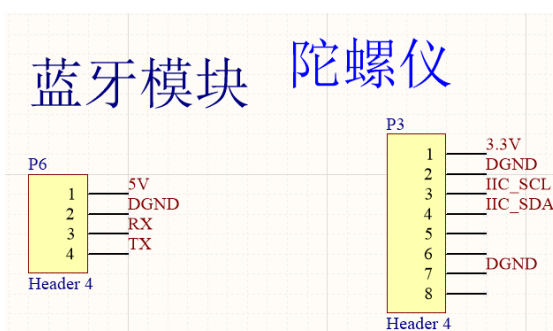 蓝牙模块
陀螺仪
P6
1
5V
2
DGND
3
RX
4
TX
Header 4
P3
1
3.3V
2
DGND
3
IIC_SCL
4
IIC_SDA
5
6
7
DGND
8
Header 4